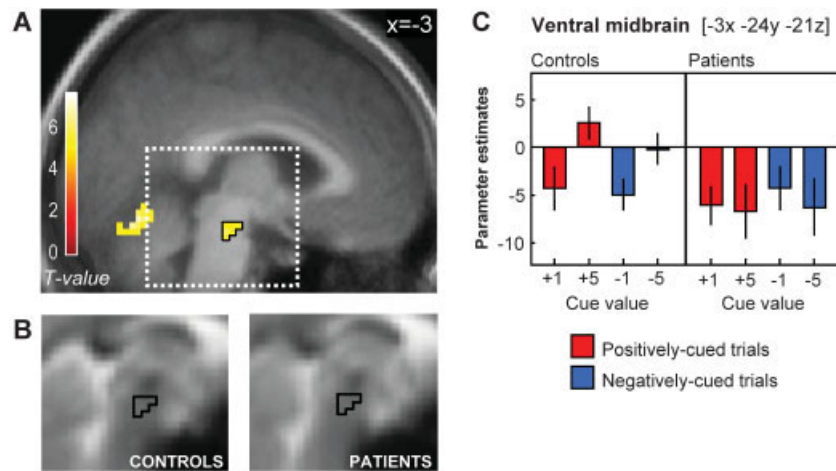 A
x=-3
6
4
2
0
T-value
B
CONTROLS
PATIENTS
C
Ventral midbrain [-3x -24y -21z]
Controls
Patients
Parameter estimates
5
0
-5
-10
+1 +5 -1 -5
+1 +5 -1 -5
Cue value
Cue value
Positively-cued trials
Negatively-cued trials